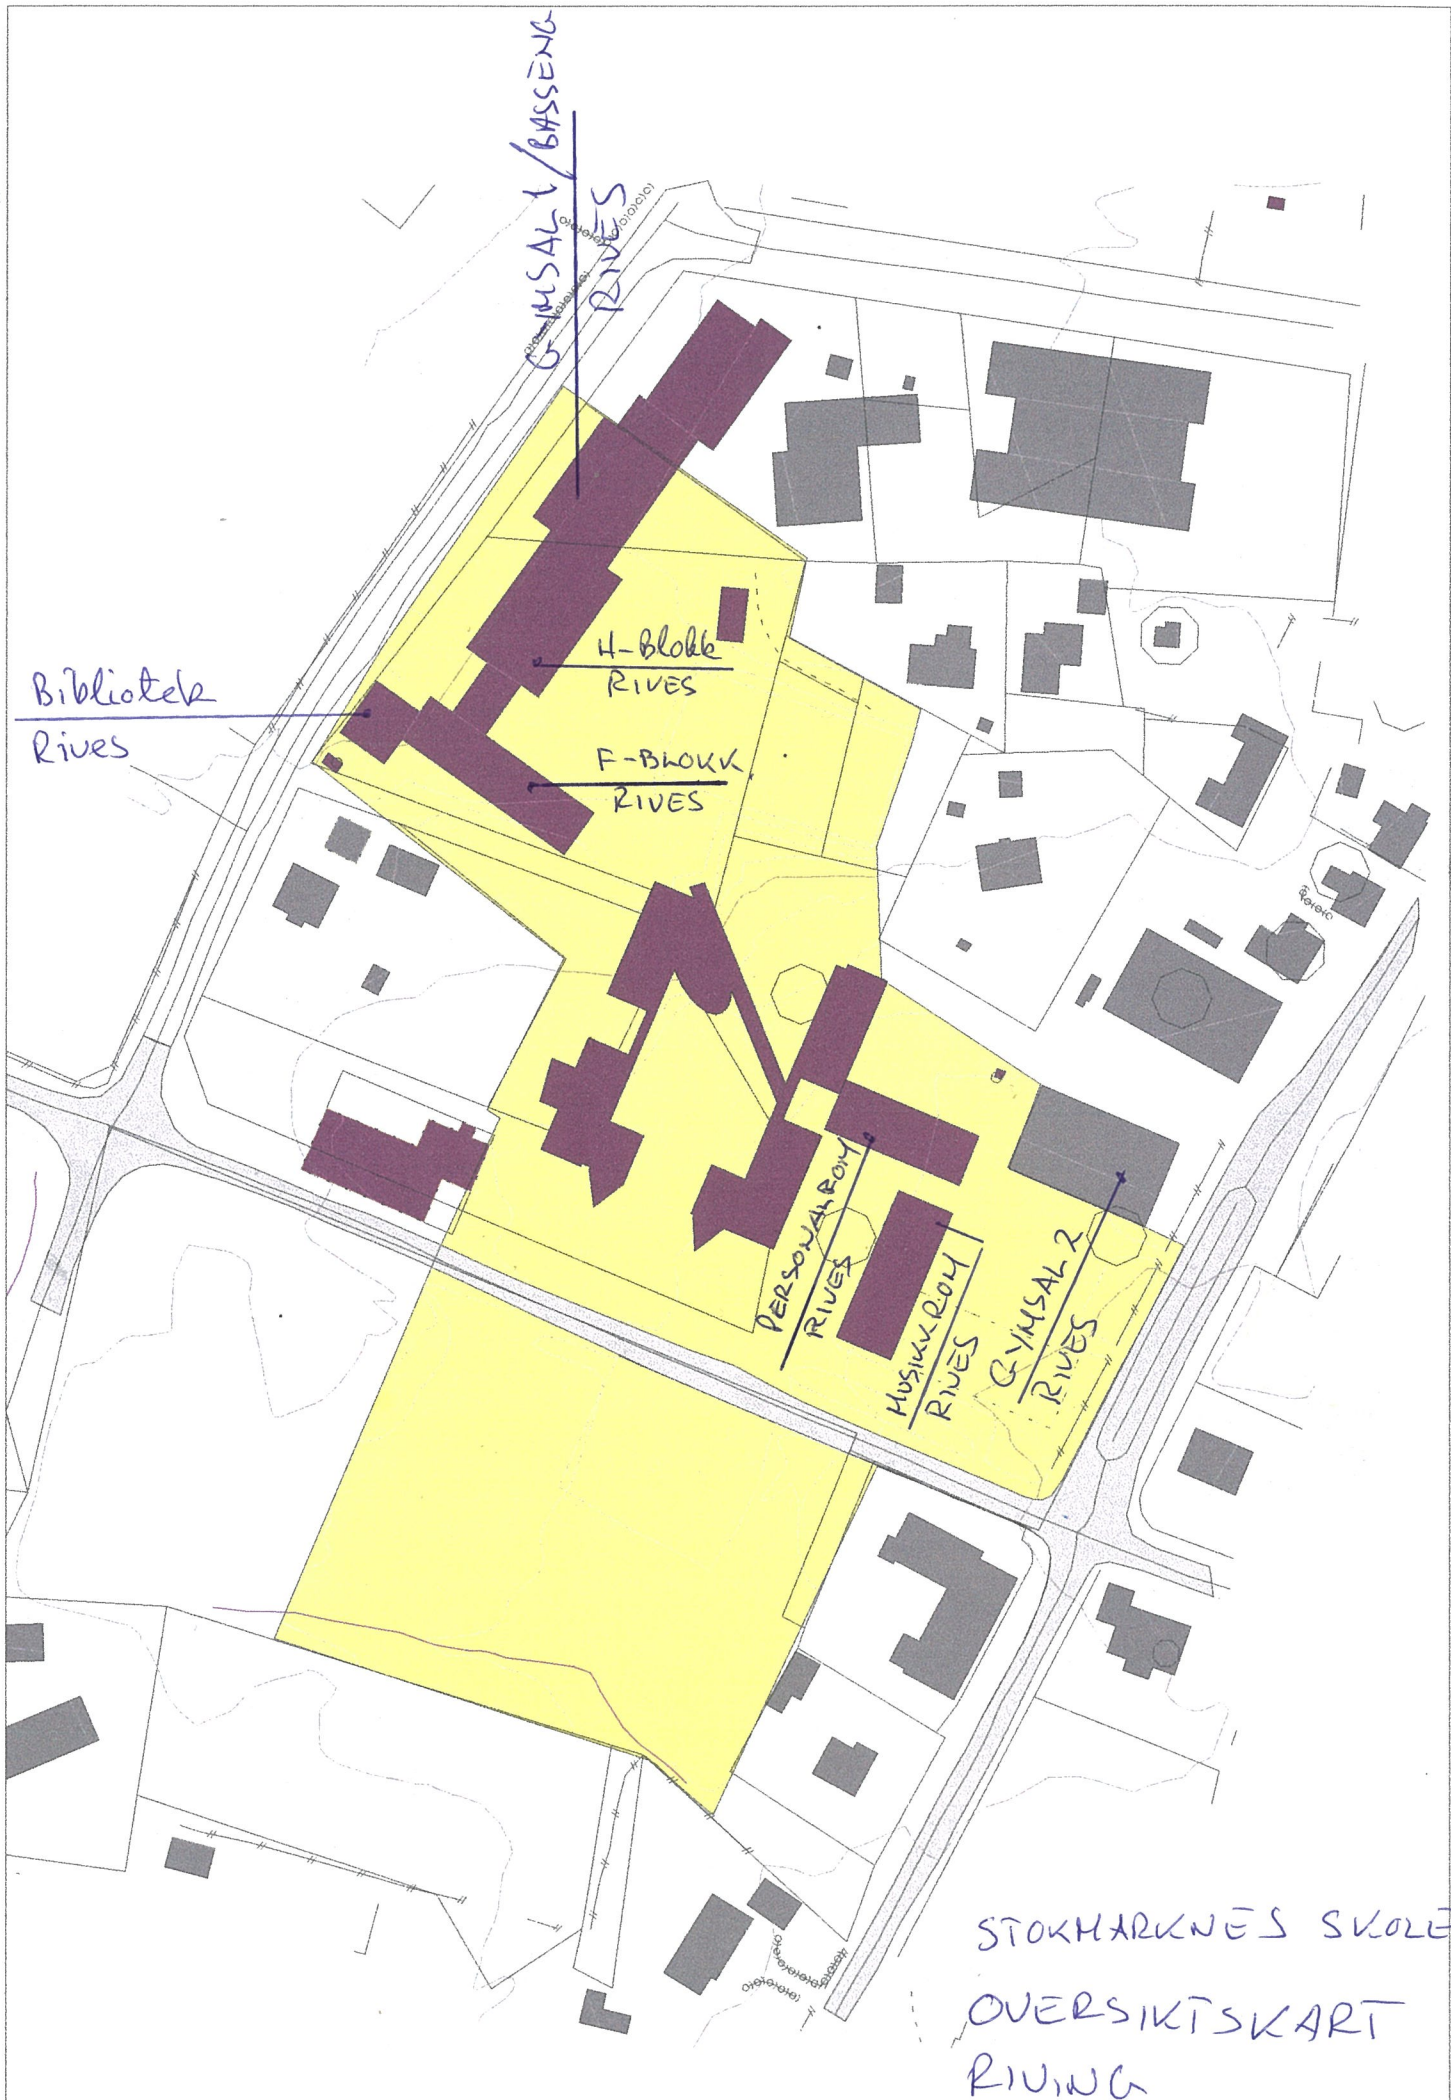 GIMSAL 1/BASSENG
RIVES
Bibliotek
Rives
H-Blokk
RIVES
F-BLOKK
RIVES
PERSONALROM
RIVES
MUSIKKROM
RIVES
GYMSAL 2
RIVES
STOKMARKNES SKOLE
OVERSIKTSKART
RIVING